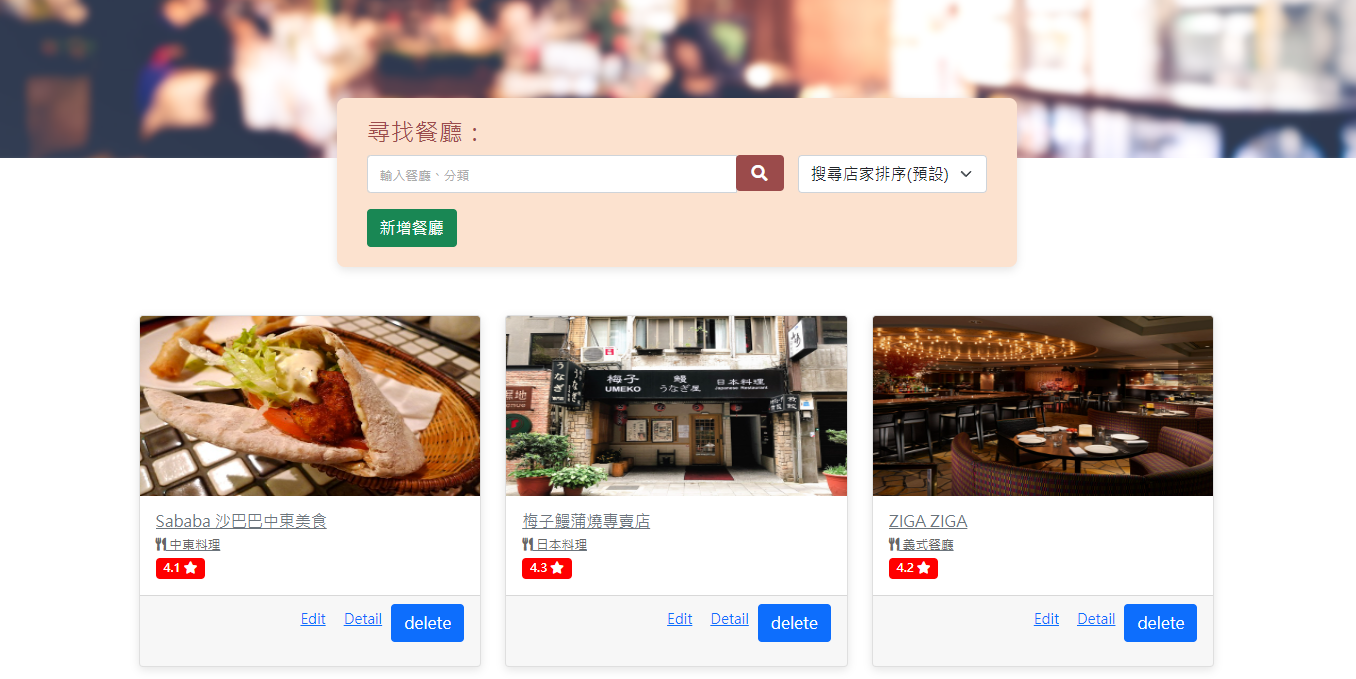 尋找餐廳：
輸入餐廳、分類
搜尋店家排序(預設)
新增餐廳
うなぎ
梅子 鰻 日本料理
UMEKO うなぎ屋 Japanese Restaurant
Sababa 沙巴巴中東美食
中東料理
4.1
Edit Detail delete
梅子鰻蒲燒專賣店
日本料理
4.3
Edit Detail delete
ZIGA ZIGA
義式餐廳
4.2
Edit Detail delete